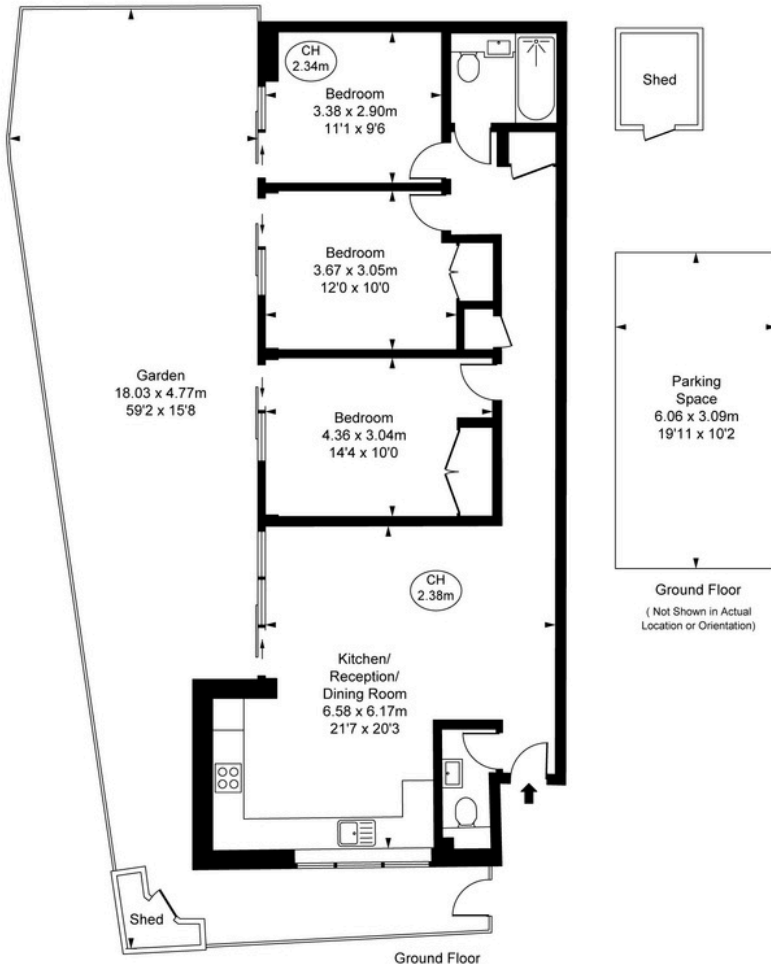 CH
2.34m
Bedroom
3.38 x 2.90m
11'1 x 9'6
Shed
Bedroom
3.67 x 3.05m
12'0 x 10'0
Garden
18.03 x 4.77m
59'2 x 15'8
Bedroom
4.36 x 3.04m
14'4 x 10'0
Parking
Space
6.06 x 3.09m
19'11 x 10'2
Ground Floor
( Not Shown in Actual
Location or Orientation)
CH
2.38m
Kitchen/
Reception/
Dining Room
6.58 x 6.17m
21'7 x 20'3
Shed
Ground Floor